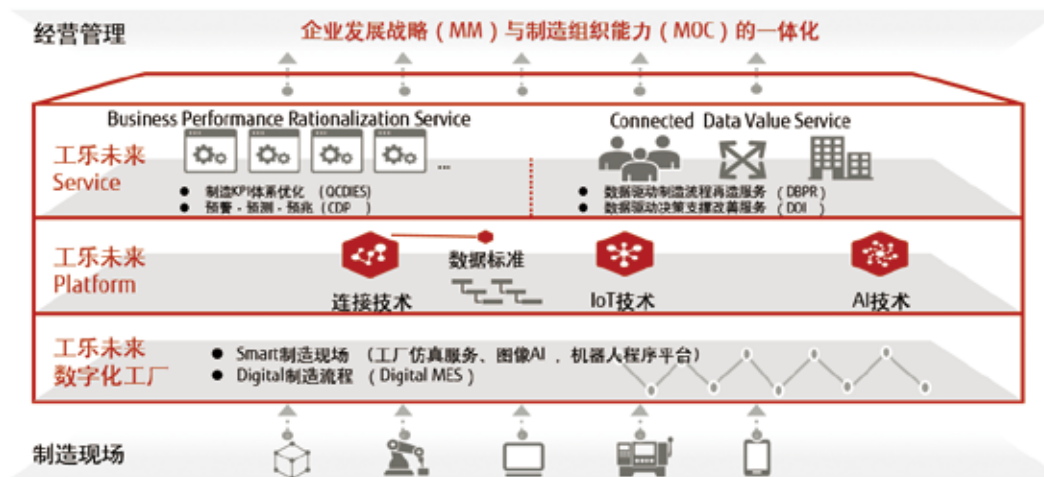 经营管理
企业发展战略（MM）与制造组织能力（MOC）的一体化
Business Performance Rationalization Service
Connected Data Value Service
工乐未来
Service
...
● 制造KPI体系优化 （QCDIES）
● 预警 - 预测 - 预兆（CDP ）
● 数据驱动制造流程再造服务（DBPR）
● 数据驱动决策支撑改善服务（DOI ）
工乐未来
Platform
数据标准
连接技术
IoT技术
AI技术
工乐未来
数字化工厂
● Smart制造现场 （工厂仿真服务、图像AI ，机器人程序平台）
● Digital制造流程 （ Digital MES）
制造现场